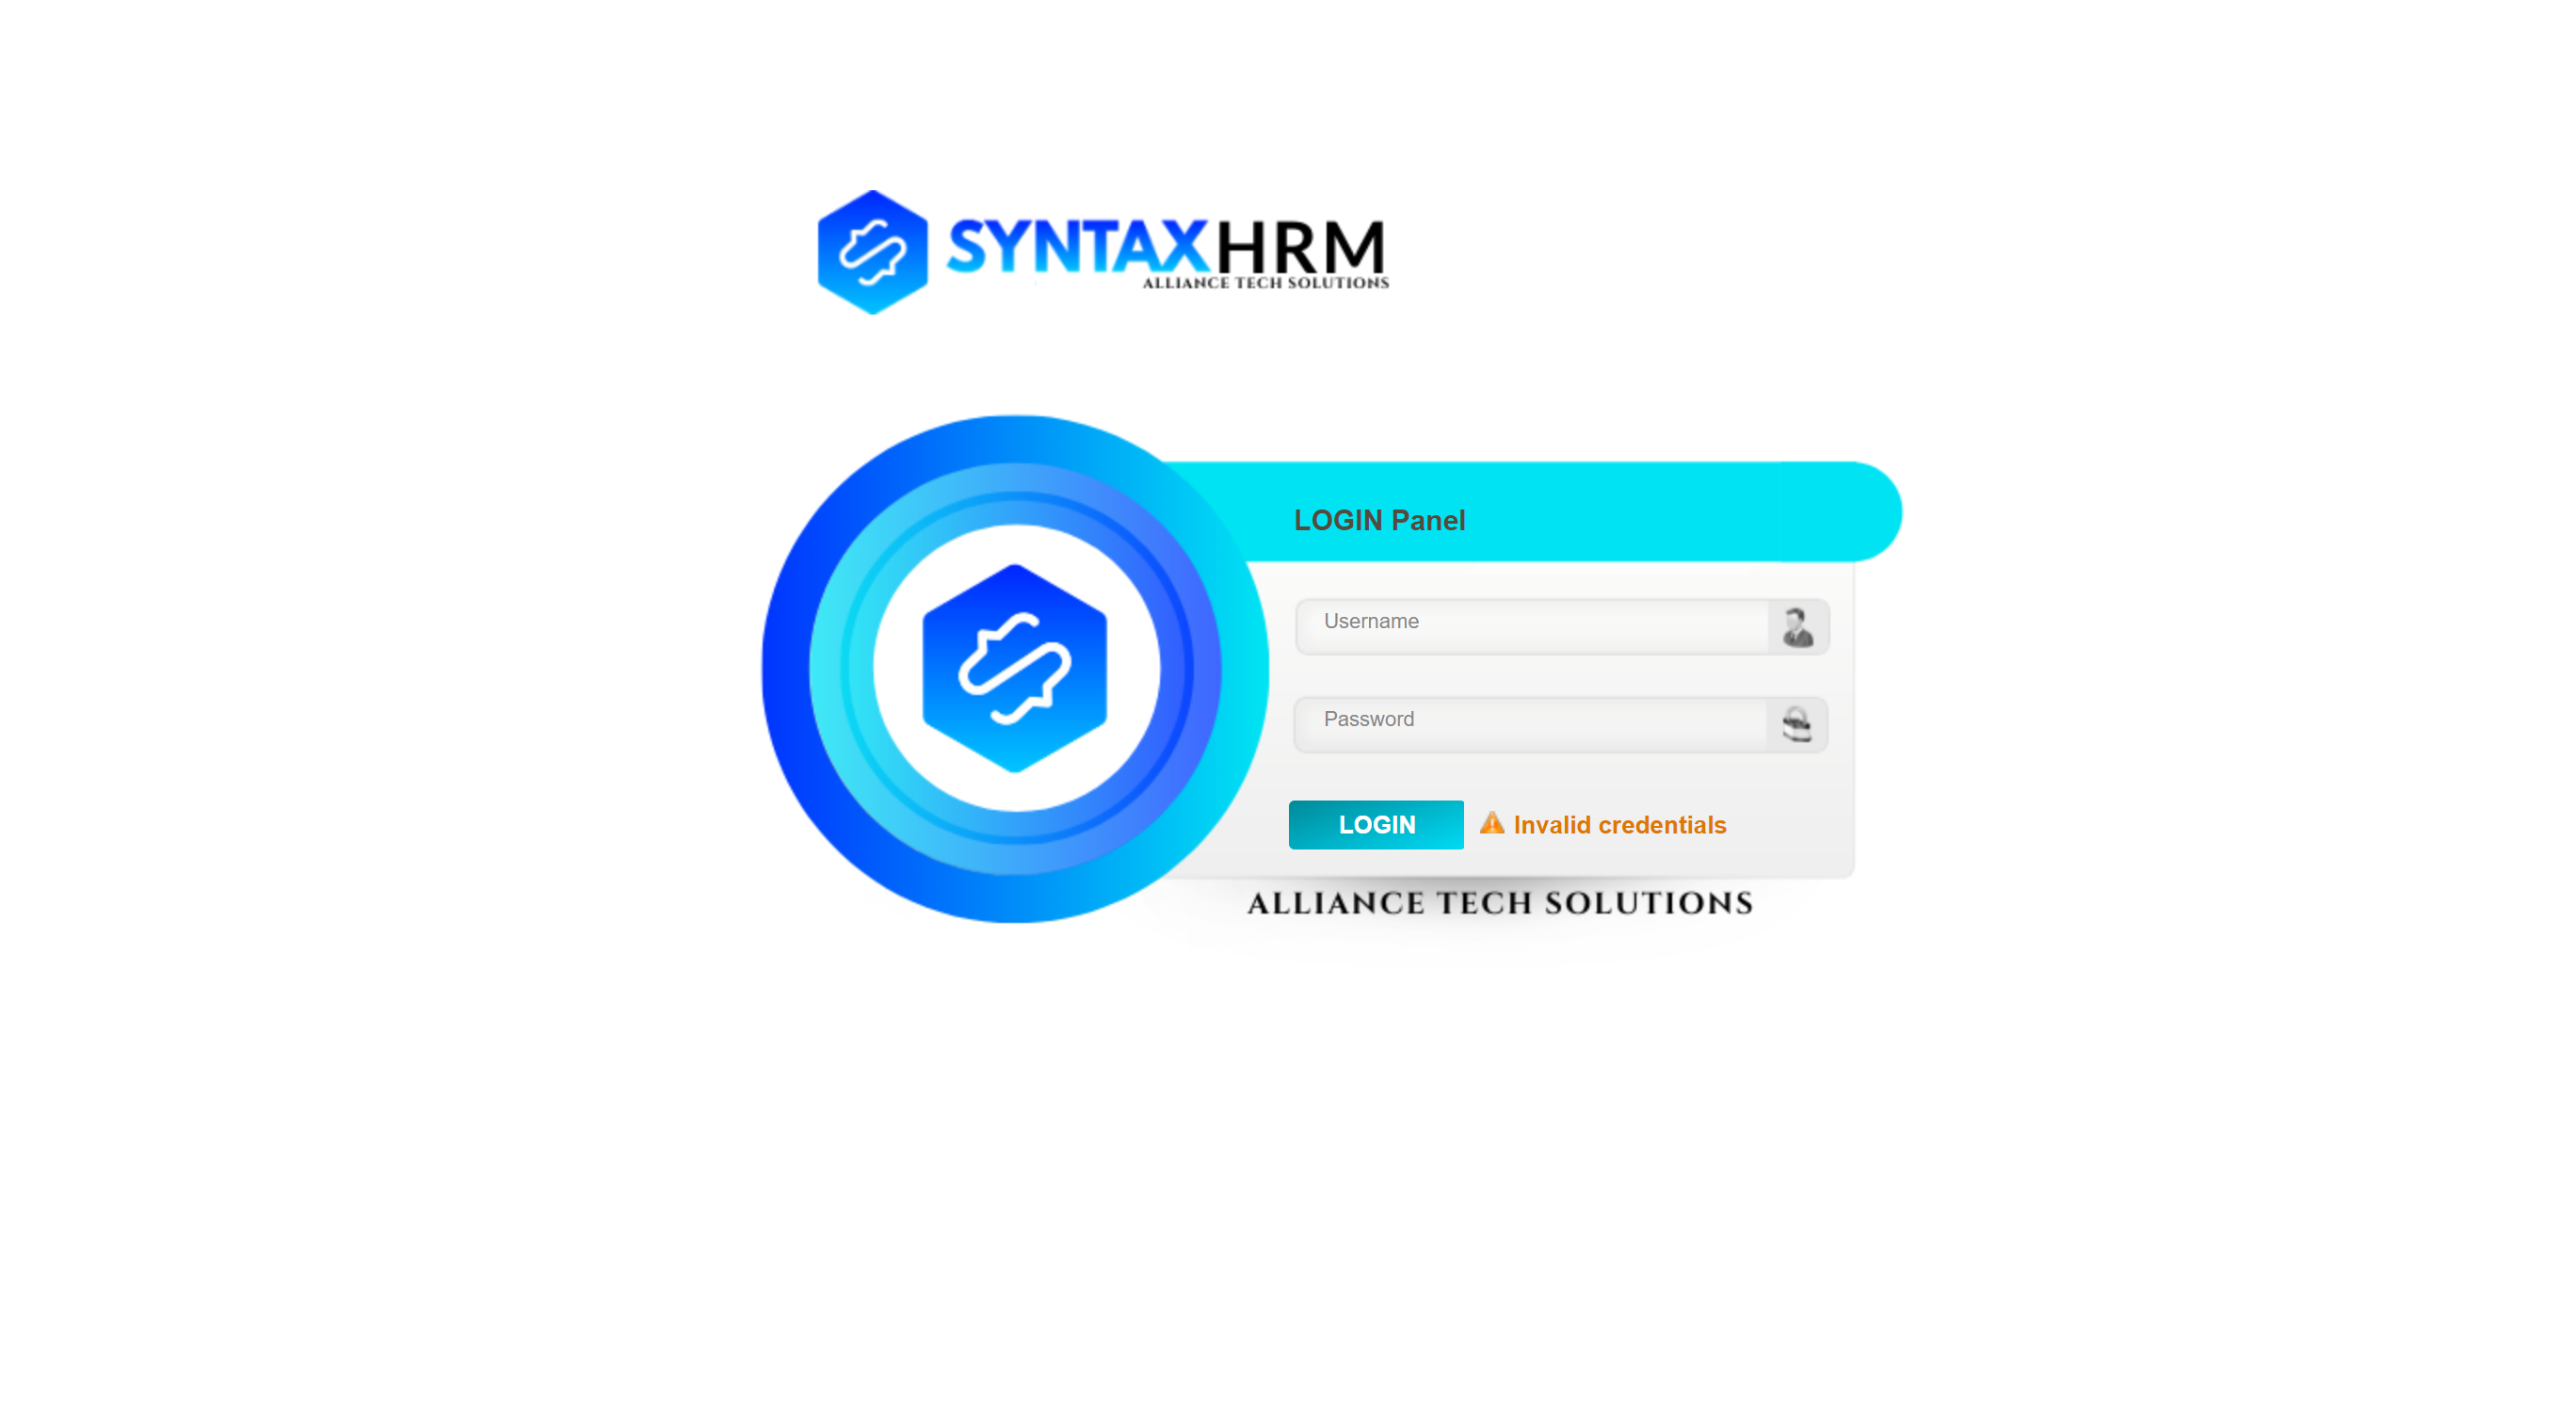 SYNTAXHRM
ALLIANCE TECH SOLUTIONS
LOGIN Panel
Username
Password
LOGIN
Invalid credentials
ALLIANCE TECH SOLUTIONS